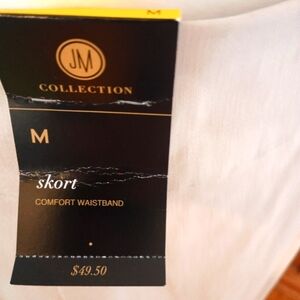 M
JM
COLLECTION
M
skort
COMFORT WAISTBAND
$49.50